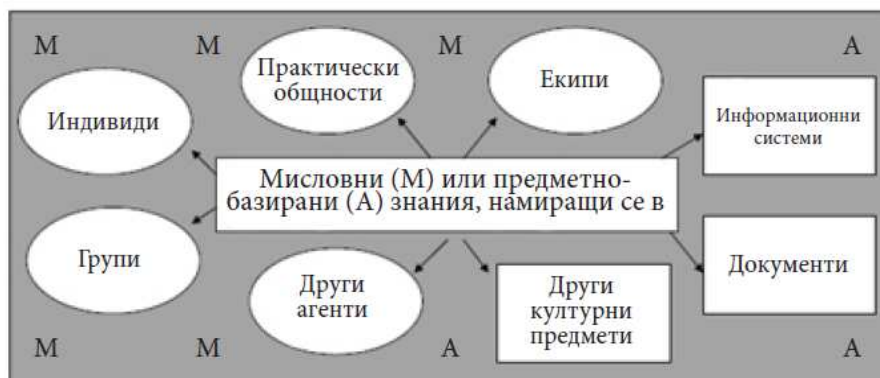 М
М
М
А
Практически
общности
Екипи
Индивиди
Информационни
системи
Мисловни (М) или предметно-
базирани (А) знания, намиращи се в
Групи
Други
агенти
Други
културни
предмети
Документи
М
М
А
А